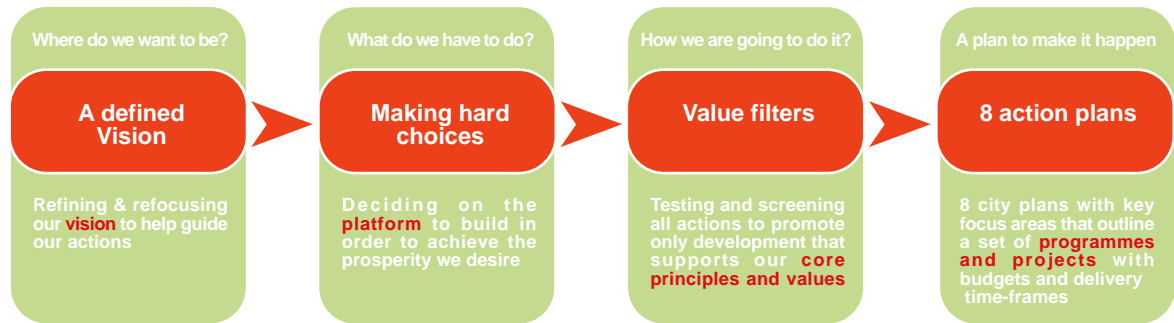 Where do we want to be?
A defined
Vision
Refining & refocusing
our vision to help guide
our actions
What do we have to do?
Making hard
choices
Deciding on the
platform to build in
order to achieve the
prosperity we desire
How we are going to do it?
Value filters
Testing and screening
all actions to promote
only development that
supports our core
principles and values
A plan to make it happen
8 action plans
8 city plans with key
focus areas that outline
a set of programmes
and projects with
budgets and delivery
time-frames